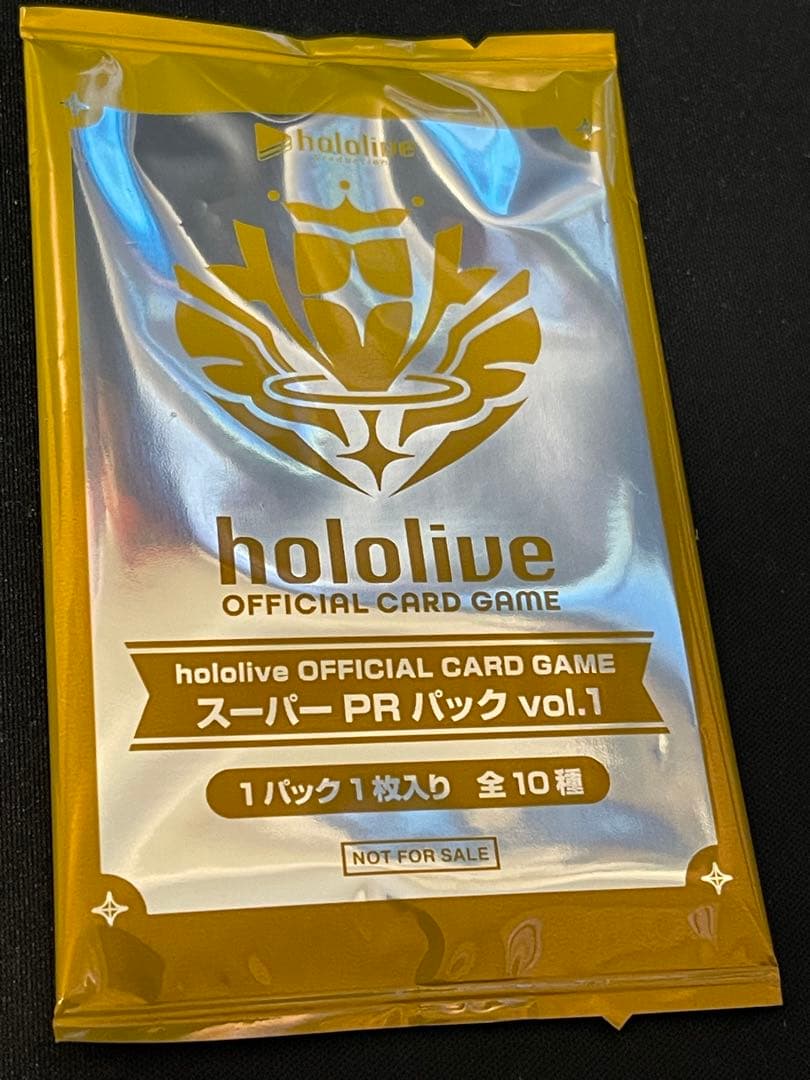 hololive
production
hololive
OFFICIAL CARD GAME
hololive OFFICIAL CARD GAME
スーパー PR パック vol.1
1パック1枚入り 全10種
NOT FOR SALE